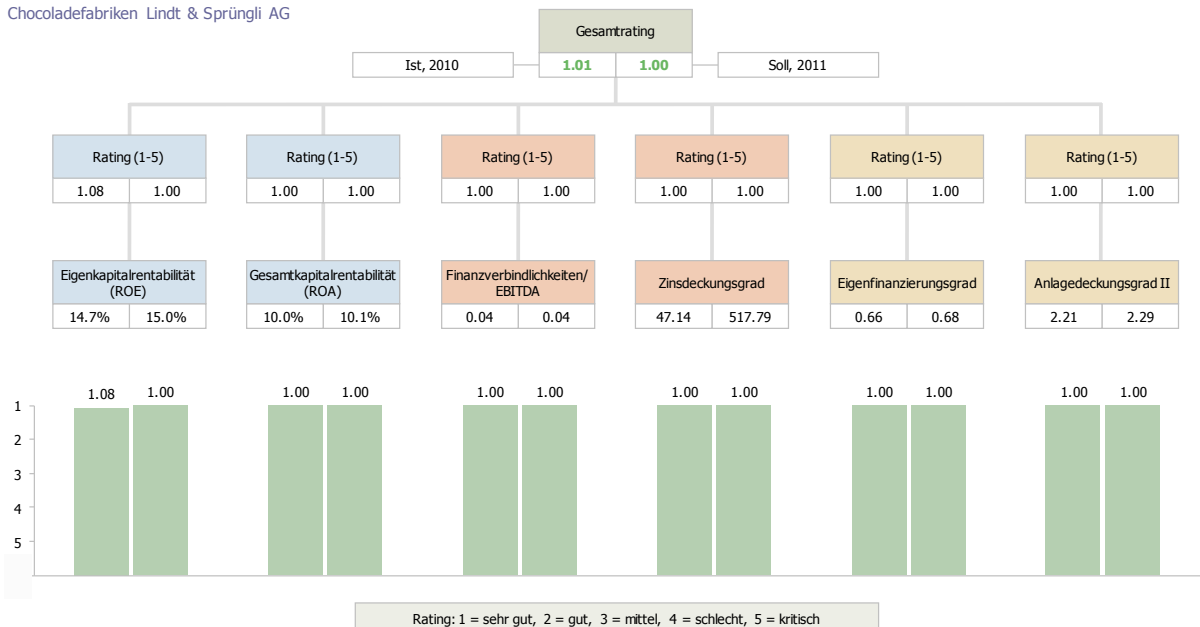 Chocoladefabriken Lindt & Sprüngli AG
Gesamtrating
Ist, 2010 1.01 1.00 Soll, 2011
Rating (1-5) Rating (1-5) Rating (1-5) Rating (1-5) Rating (1-5) Rating (1-5)
1.08 1.00 1.00 1.00 1.00 1.00 1.00 1.00 1.00 1.00 1.00 1.00
Eigenkapitalrentabilität (ROE)
14.7% 15.0%
Gesamtkapitalrentabilität (ROA)
10.0% 10.1%
Finanzverbindlichkeiten/ EBITDA
0.04 0.04
Zinsdeckungsgrad
47.14 517.79
Eigenfinanzierungsgrad
0.66 0.68
Anlagedeckungsgrad II
2.21 2.29
1.08 1.00 1.00 1.00 1.00 1.00 1.00 1.00 1.00 1.00 1.00 1.00
1
2
3
4
5
Rating: 1 = sehr gut, 2 = gut, 3 = mittel, 4 = schlecht, 5 = kritisch